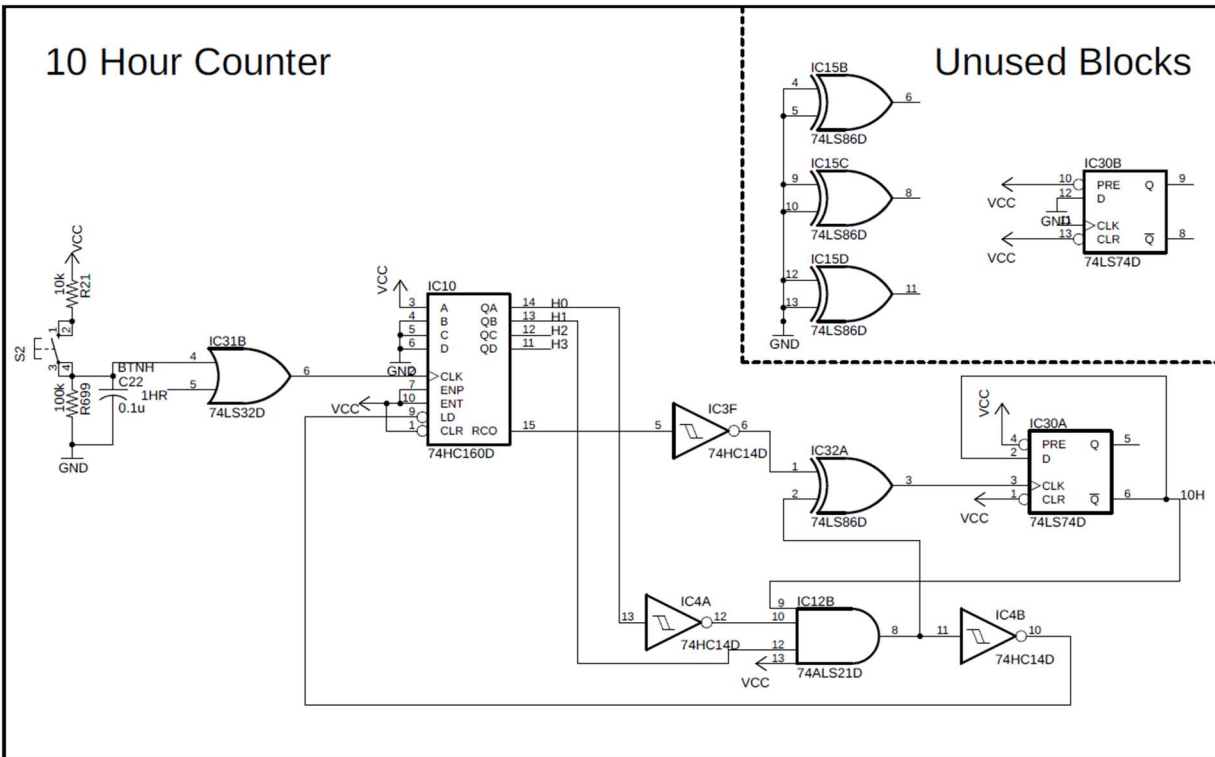 10 Hour Counter
Unused Blocks
IC15B
4
5
6
74LS86D
IC15C
9
10
8
74LS86D
IC15D
12
13
11
74LS86D
GND
IC30B
10 PRE Q 9
12 D
VCC
GND
CLK
13 CLR Q 8
VCC
74LS74D
VCC
10k
R21
1
2
S2
3
4
100k
R699
GND
BTNH
C22
0.1u
1HR
IC31B
4
5
6
74LS32D
VCC
IC10
3 A QA 14 H0
4 B QB 13 H1
5 C QC 12 H2
6 D QD 11 H3
GND
CLK
7 ENP
VCC
10 ENT
9 LD
1 CLR RCO 15
74HC160D
IC3F
5
6
74HC14D
IC32A
1
2
3
74LS86D
VCC
IC30A
4 PRE Q 5
2 D
3 CLK
1 CLR Q 6
VCC
10H
74LS74D
IC4A
13
12
74HC14D
IC12B
9
10
12
13
VCC
8
74ALS21D
IC4B
11
10
74HC14D